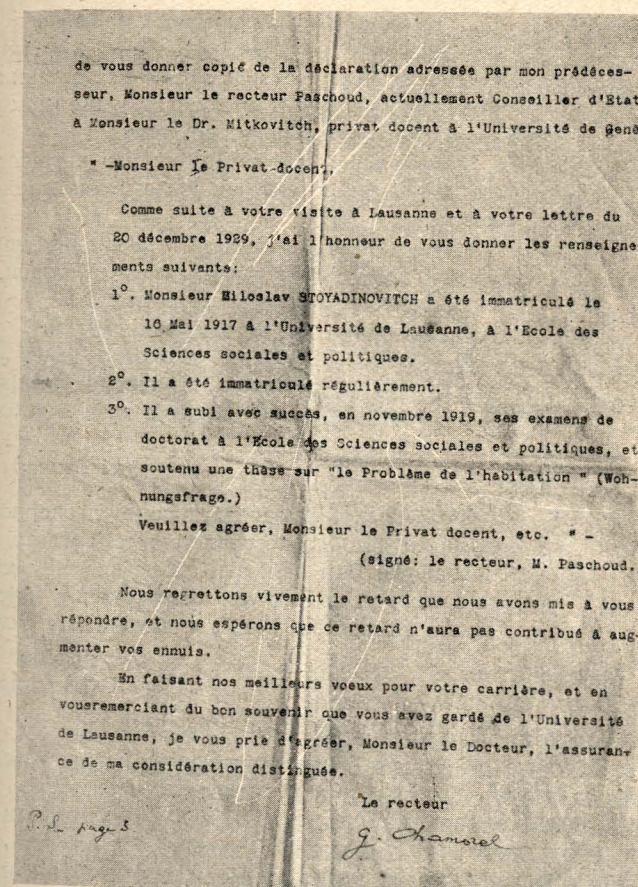 de vous donner copié de la déclaration adressée par mon prédéces-
seur, Monsieur le recteur Paschoud, actuellement Conseiller d'Etat
à Monsieur le Dr. Mitkovitch, privat docent à l'Université de Genè
" -Monsieur le Privat-docent,
Comme suite à votre visite à Lausanne et à votre lettre du
20 décembre 1929, j'ai l'honneur de vous donner les renseigne
ments suivants:
1°. Monsieur Miloslav STOYADINOVITCH a été immatriculé le
16 Mai 1917 à l'Université de Lausanne, à l'Ecole des
Sciences sociales et politiques.
2°. Il a été immatriculé régulièrement.
3°. Il a subi avec succès, en novembre 1919, ses examens de
doctorat à l'Ecole des Sciences sociales et politiques, et
soutenu une thèse sur "le Problème de l'habitation " (Woh-
nungsfrage.)
Veuillez agréer, Monsieur le Privat docent, etc. " -
(signé: le recteur, M. Paschoud.
Nous regrettons vivement le retard que nous avons mis à vous
répondre, et nous espérons que ce retard n'aura pas contribué à aug-
menter vos ennuis.
En faisant nos meilleurs voeux pour votre carrière, et en
vousremerciant du bon souvenir que vous avez gardé de l'Université
de Lausanne, je vous prie d'agréer, Monsieur le Docteur, l'assuran-
ce de ma considération distinguée.
Le recteur
P.S. page 3
G. Chamorel